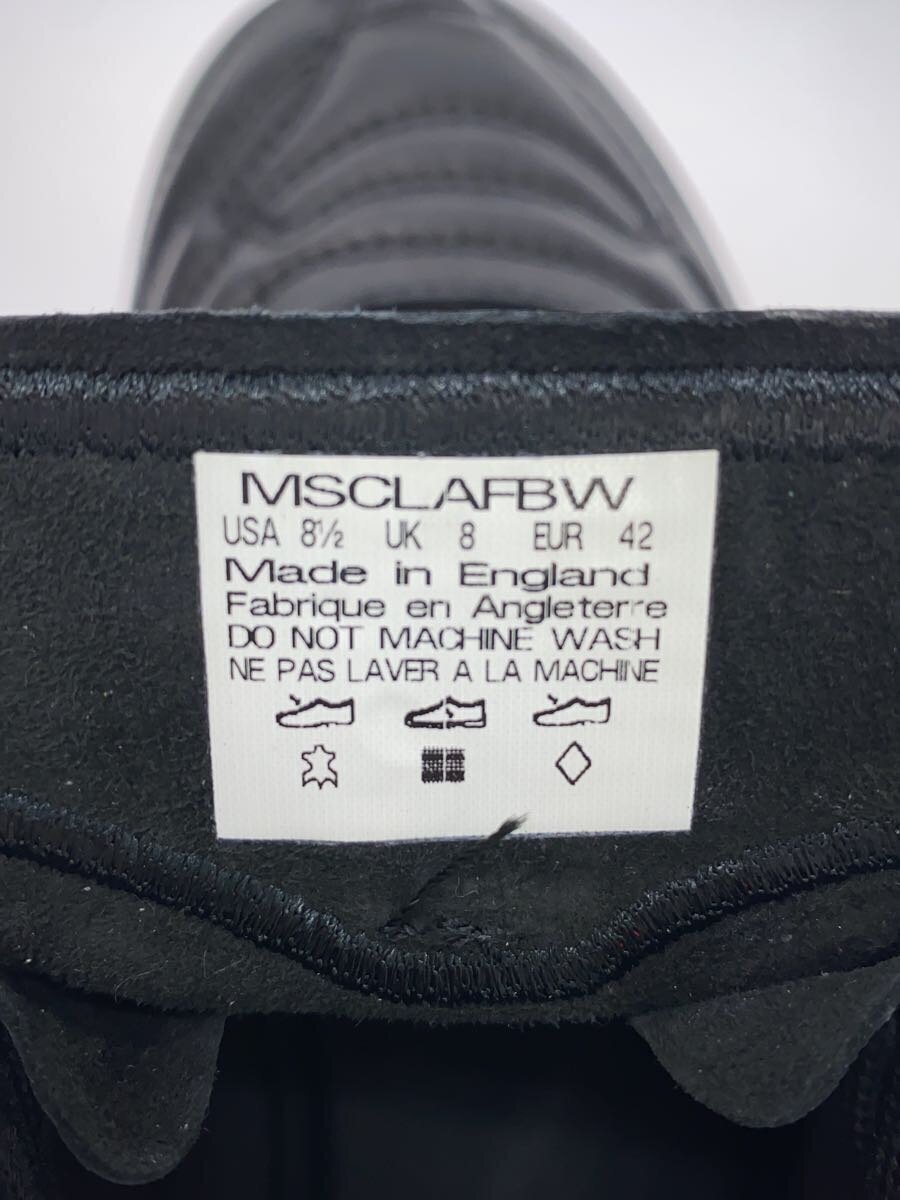 MSCLAFBW
USA 8½ UK 8 EUR 42
Made in England
Fabrique en Angleterre
DO NOT MACHINE WASH
NE PAS LAVER A LA MACHINE